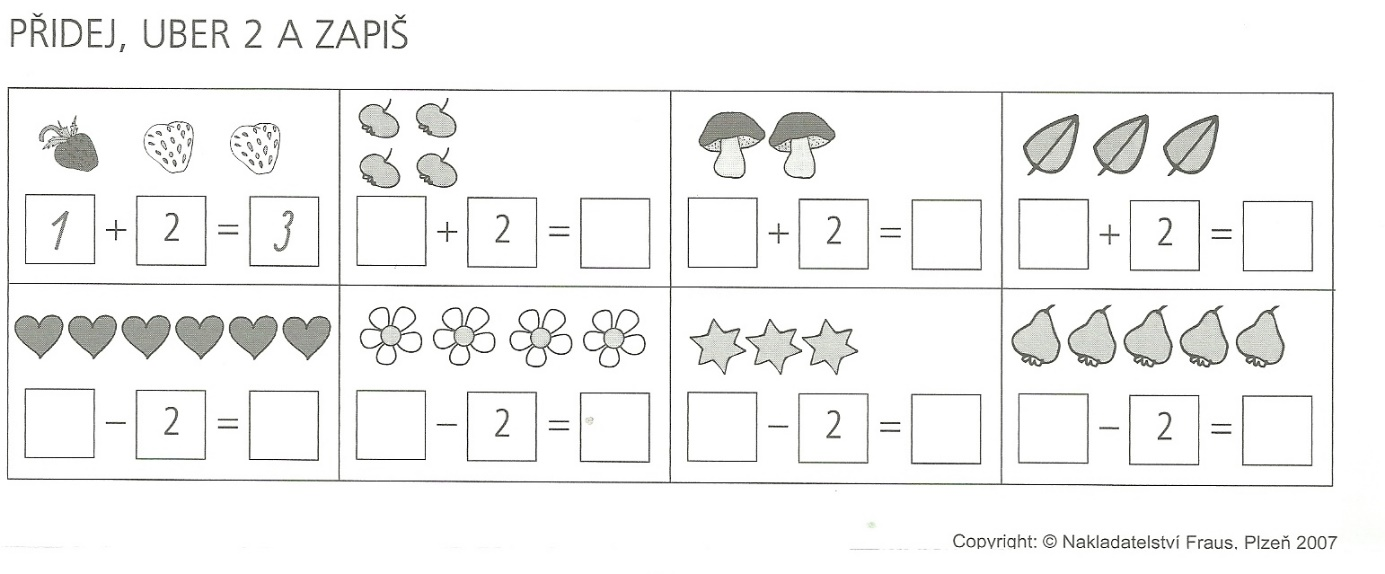 PŘIDEJ, UBER 2 A ZAPIŠ
1 + 2 = 3
+ 2 =
+ 2 =
+ 2 =
− 2 =
− 2 =
− 2 =
− 2 =
Copyright: © Nakladatelství Fraus, Plzeň 2007